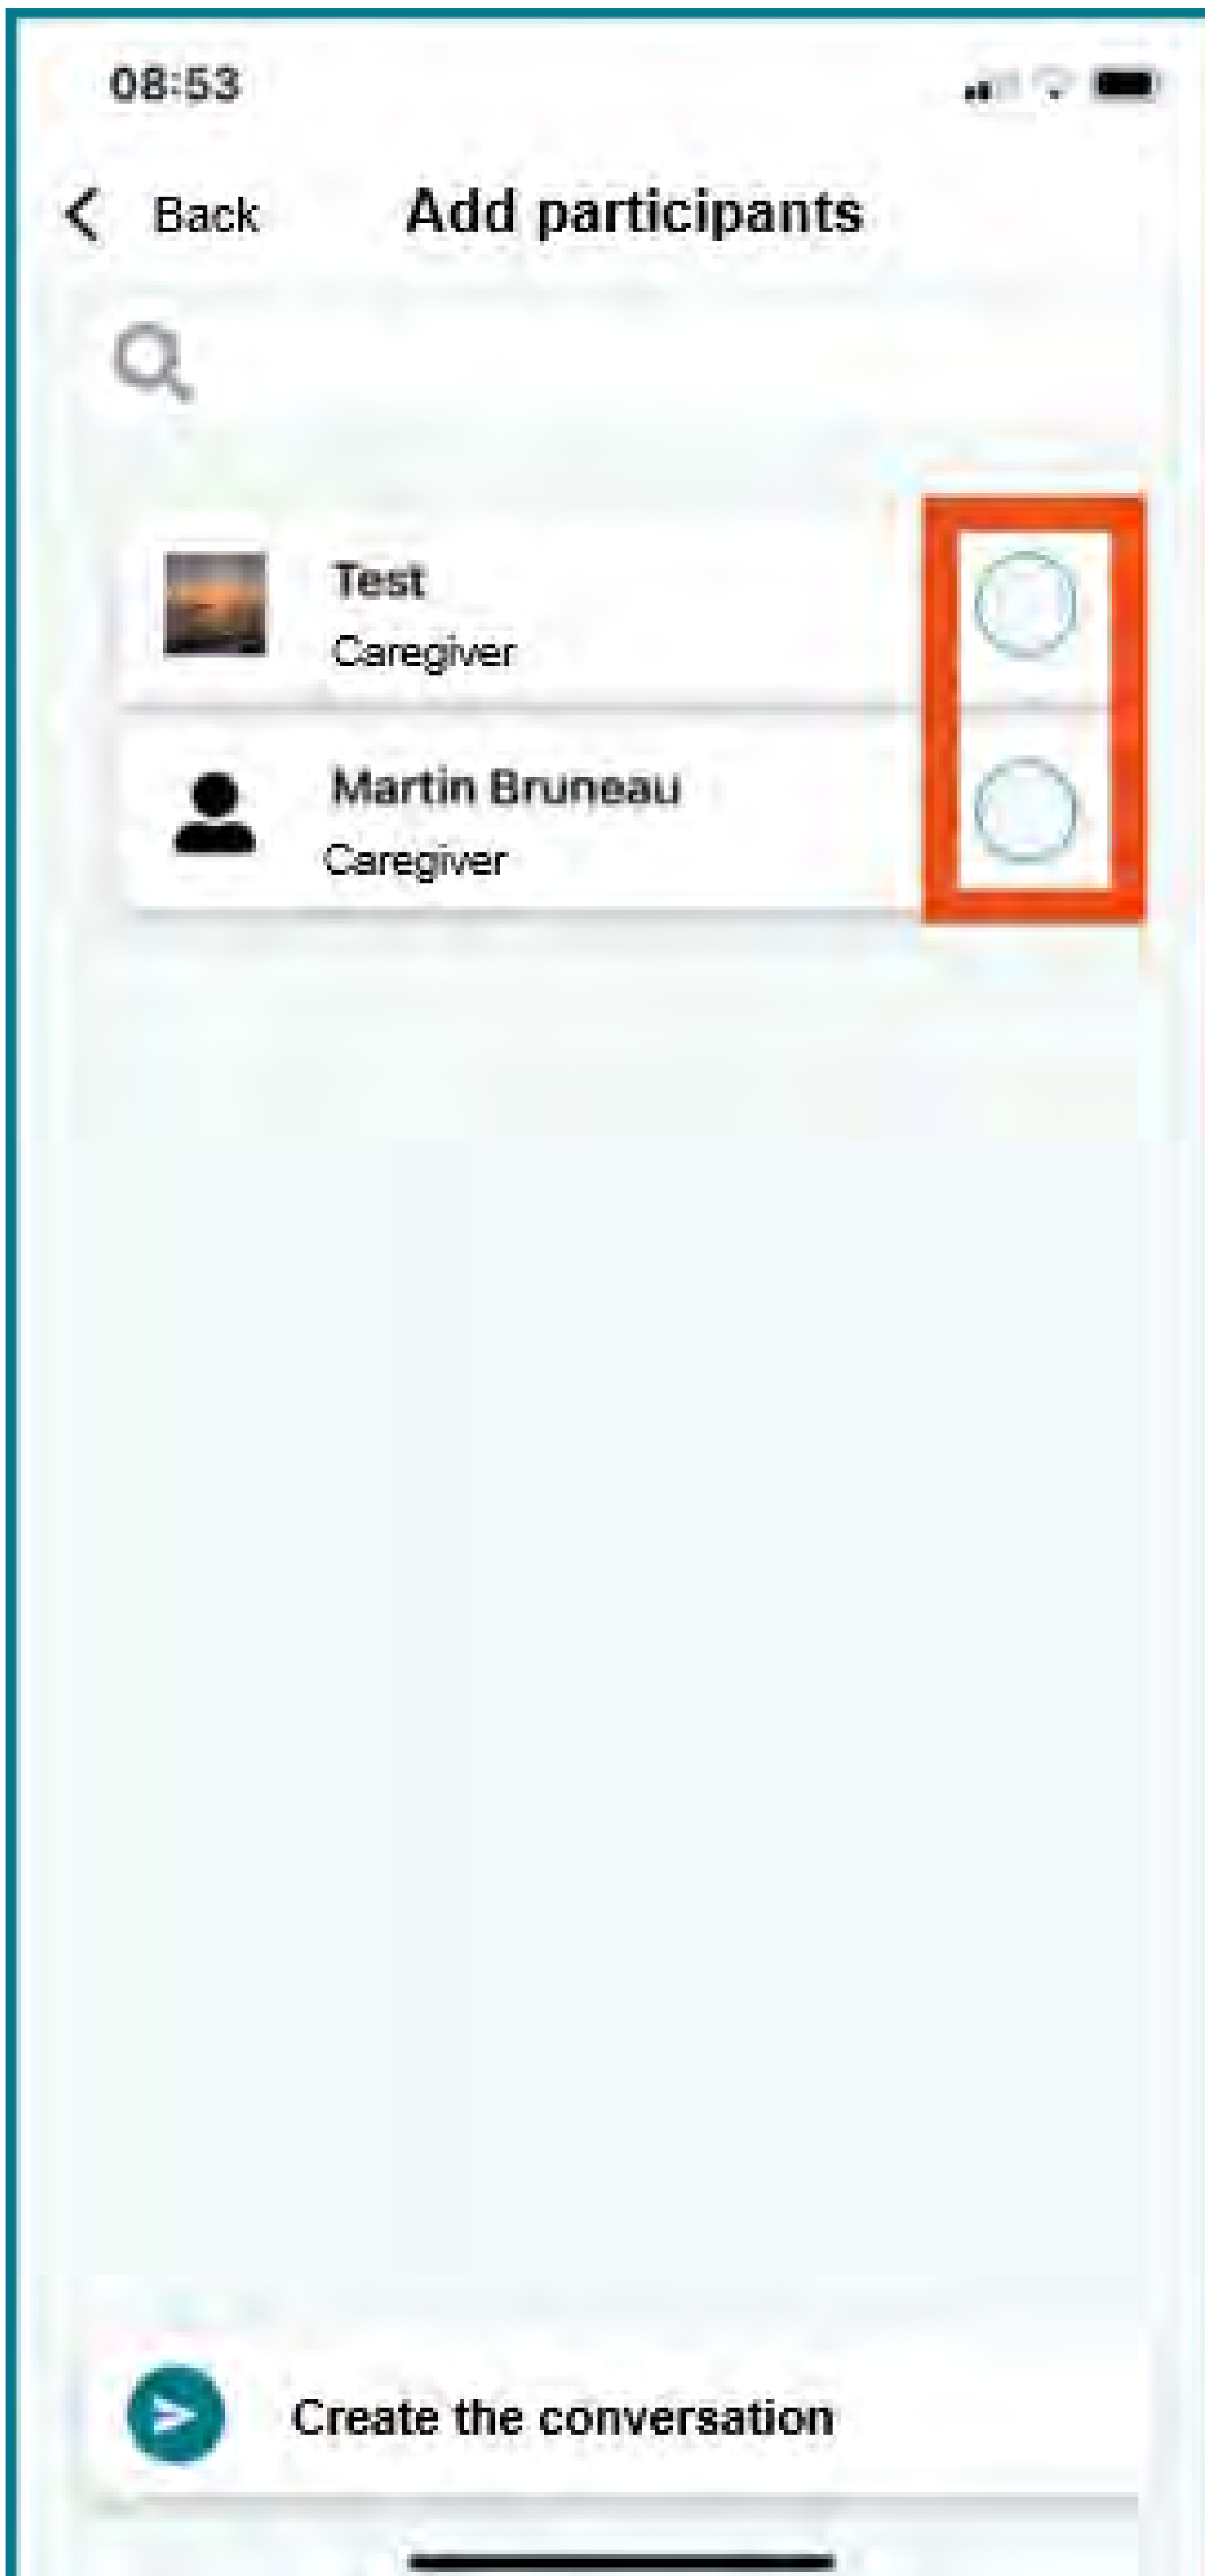 08:53
Back
Add participants
Test
Caregiver
Martin Bruneau
Caregiver
Create the conversation